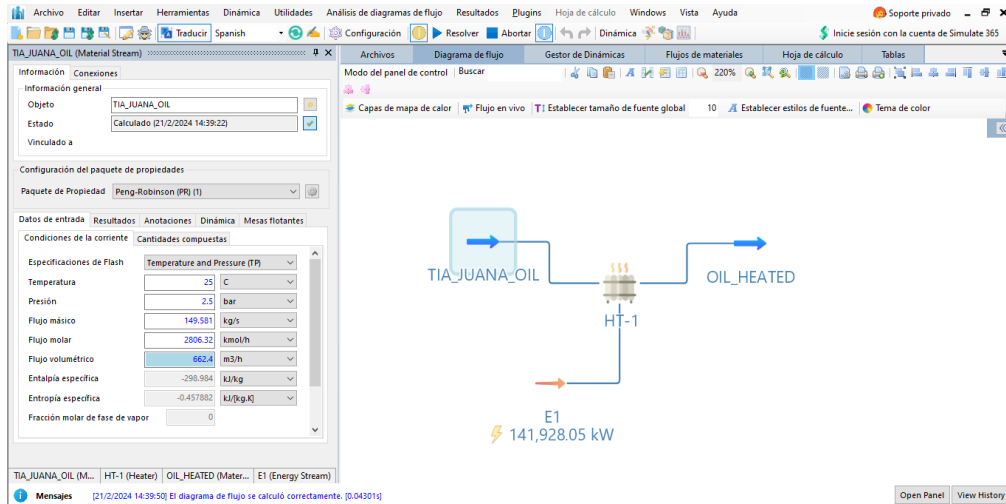 Archivo Editar Insertar Herramientas Dinámica Utilidades Análisis de diagramas de flujo Resultados Plugins Hoja de cálculo Windows Vista Ayuda Soporte privado
Traducir Spanish Configuración Resolver Abortar Dinámica Inicie sesión con la cuenta de Simulate 365
TIA_JUANA_OIL (Material Stream)
Información Conexiones
Información general
Objeto TIA_JUANA_OIL
Estado Calculado (21/2/2024 14:39:22)
Vinculado a
Configuración del paquete de propiedades
Paquete de Propiedad Peng-Robinson (PR) (1)
Datos de entrada Resultados Anotaciones Dinámica Mesas flotantes
Condiciones de la corriente Cantidades compuestas
Especificaciones de Flash Temperature and Pressure (TP)
Temperatura 25 C
Presión 2.5 bar
Flujo másico 149.581 kg/s
Flujo molar 2806.32 kmol/h
Flujo volumétrico 662.4 m3/h
Entalpía específica -298.984 kJ/kg
Entropía específica -0.457882 kJ/[kg.K]
Fracción molar de fase de vapor 0
TIA_JUANA_OIL (M... HT-1 (Heater) OIL_HEATED (Mater... E1 (Energy Stream)
Archivos Diagrama de flujo Gestor de Dinámicas Flujos de materiales Hoja de cálculo Tablas
Modo del panel de control Buscar 220%
Capas de mapa de calor Flujo en vivo Establecer tamaño de fuente global 10 Establecer estilos de fuente... Tema de color
TIA_JUANA_OIL
OIL_HEATED
HT-1
E1
141,928.05 kW
Mensajes [21/2/2024 14:39:50] El diagrama de flujo se calculó correctamente. [0.04301s] Open Panel View History